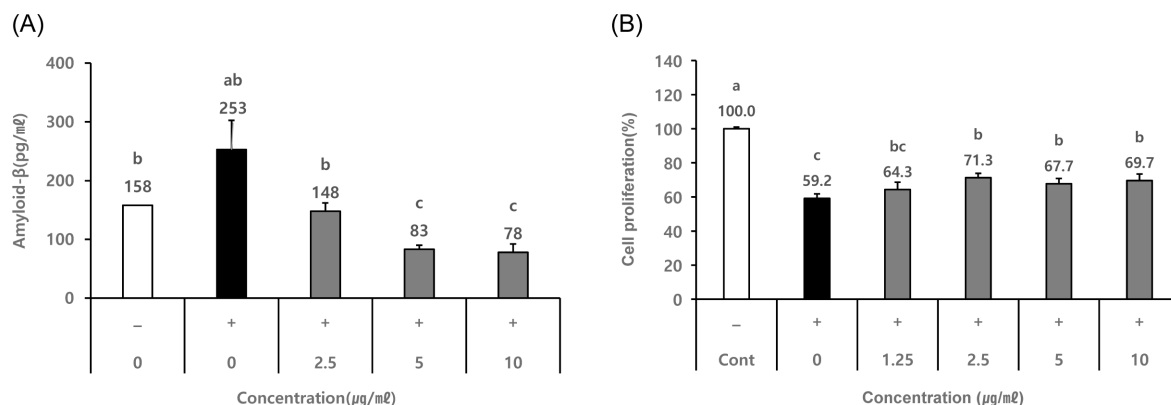 (A)
Amyloid-β(pg/㎖)
400
300
200
100
0
b
158
ab
253
b
148
c
83
c
78
– + + + +
0 0 2.5 5 10
Concentration(μg/㎖)
(B)
Cell proliferation(%)
140
120
100
80
60
40
20
0
a
100.0
c
59.2
bc
64.3
b
71.3
b
67.7
b
69.7
– + + + + +
Cont 0 1.25 2.5 5 10
Concentration (μg/㎖)